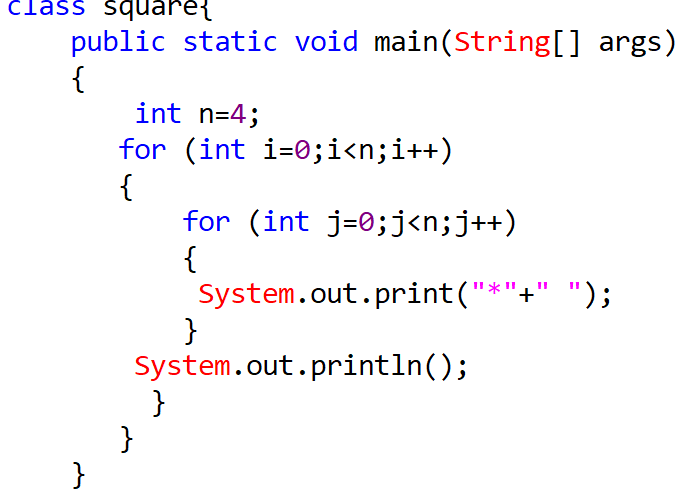 class square{
    public static void main(String[] args)
    {
        int n=4;
       for (int i=0;i<n;i++)
       {
           for (int j=0;j<n;j++)
           {
            System.out.print("*"+" ");
           }
        System.out.println();
         }
       }
    }